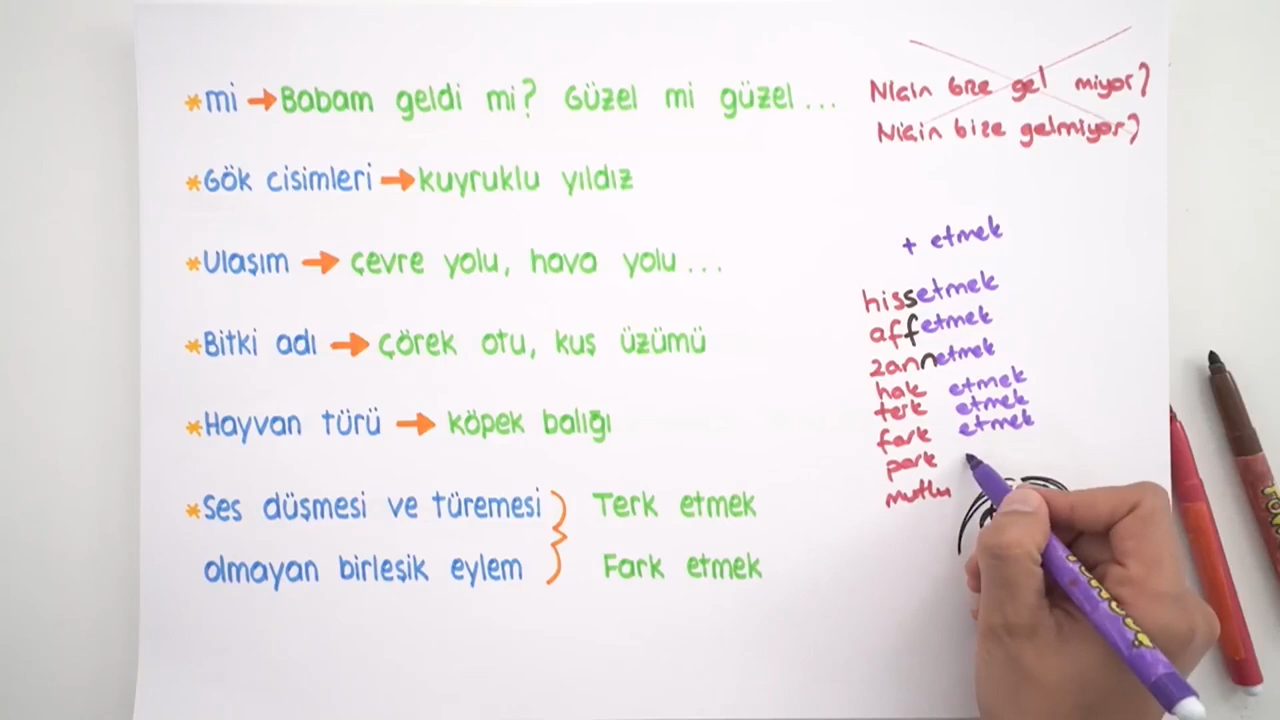 *mi → Babam geldi mi? Güzel mi güzel...
*Gök cisimleri → kuyruklu yıldız
*Ulaşım → çevre yolu, hava yolu...
*Bitki adı → çörek otu, kuş üzümü
*Hayvan türü → köpek balığı
*Ses düşmesi ve türemesi } Terk etmek
olmayan birleşik eylem Fark etmek
Niçin bize gel miyor?
Niçin bize gelmiyor?
+ etmek
hissetmek
affetmek
zannetmek
hak etmek
terk etmek
fark etmek
park
mutlu